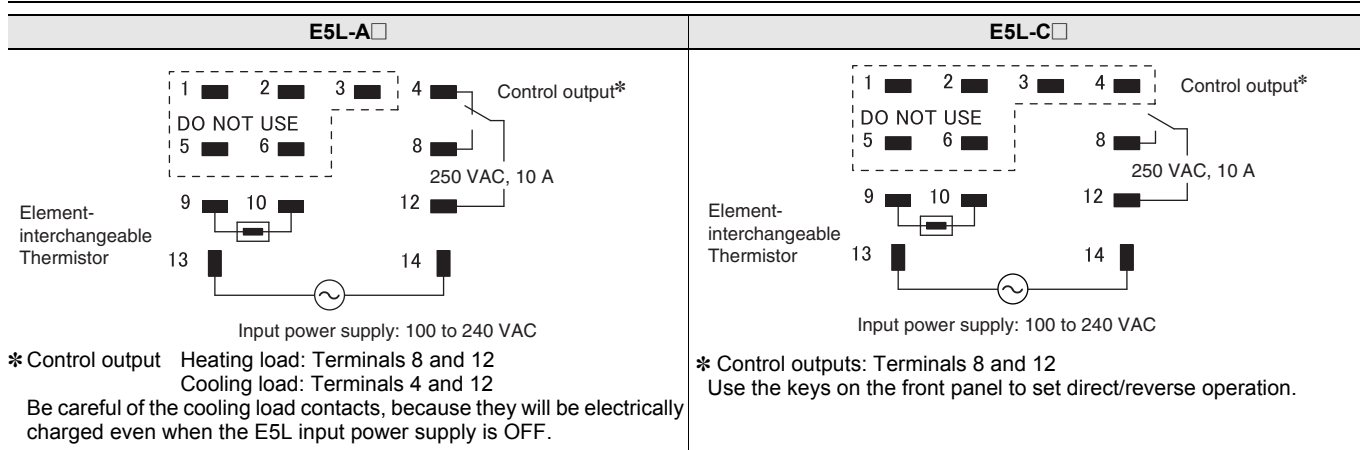 E5L-A□
1 2 3 4 Control output*
DO NOT USE
5 6 8
250 VAC, 10 A
9 10 12
Element-
interchangeable
Thermistor
13 14
Input power supply: 100 to 240 VAC
* Control output Heating load: Terminals 8 and 12
Cooling load: Terminals 4 and 12
Be careful of the cooling load contacts, because they will be electrically
charged even when the E5L input power supply is OFF.
E5L-C□
1 2 3 4 Control output*
DO NOT USE
5 6 8
250 VAC, 10 A
9 10 12
Element-
interchangeable
Thermistor
13 14
Input power supply: 100 to 240 VAC
* Control outputs: Terminals 8 and 12
Use the keys on the front panel to set direct/reverse operation.